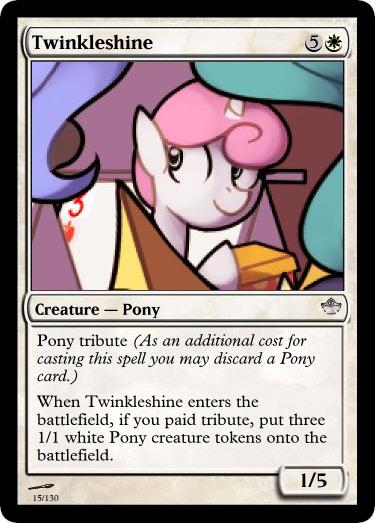 Twinkleshine 5
3
Creature — Pony
Pony tribute (As an additional cost for
casting this spell you may discard a Pony
card.)
When Twinkleshine enters the
battlefield, if you paid tribute, put three
1/1 white Pony creature tokens onto the
battlefield.
1/5
15/130